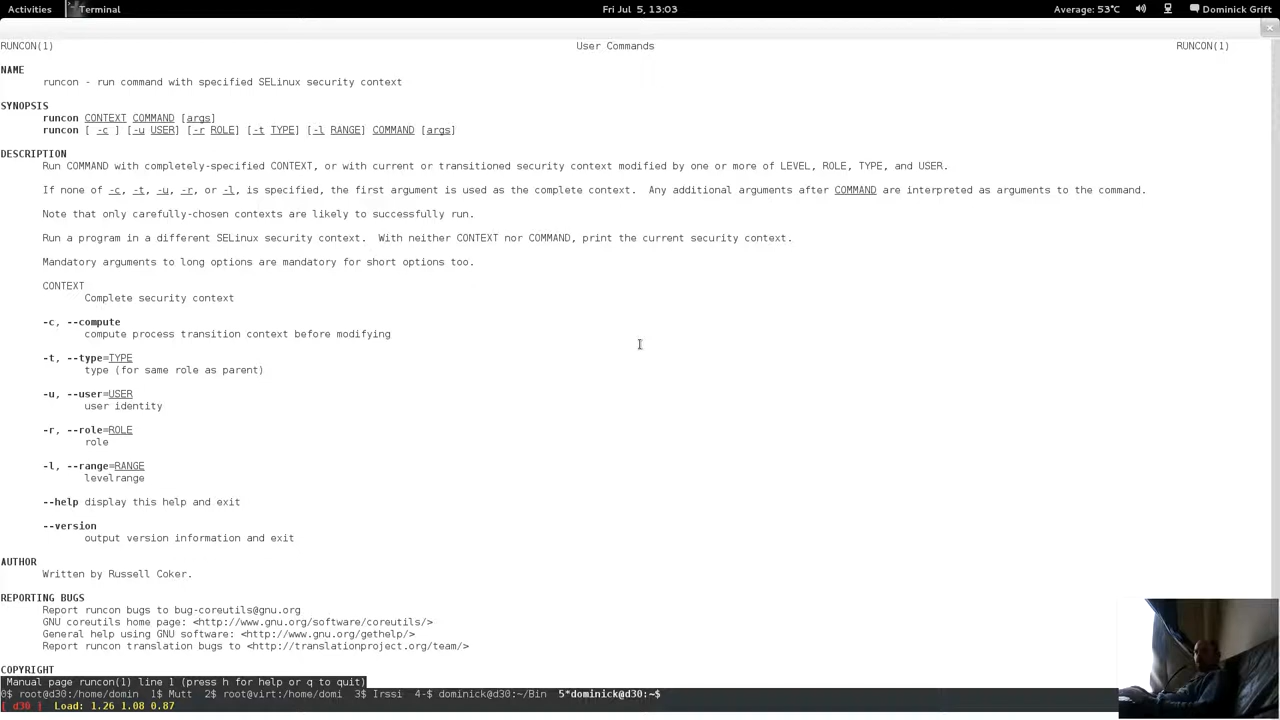 Activities Terminal Fri Jul 5, 13:03 Average: 53°C Dominick Grift
RUNCON(1) User Commands RUNCON(1)
NAME
runcon - run command with specified SELinux security context
SYNOPSIS
runcon CONTEXT COMMAND [args]
runcon [ -c ] [-u USER] [-r ROLE] [-t TYPE] [-l RANGE] COMMAND [args]
DESCRIPTION
Run COMMAND with completely-specified CONTEXT, or with current or transitioned security context modified by one or more of LEVEL, ROLE, TYPE, and USER.
If none of -c, -t, -u, -r, or -l, is specified, the first argument is used as the complete context. Any additional arguments after COMMAND are interpreted as arguments to the command.
Note that only carefully-chosen contexts are likely to successfully run.
Run a program in a different SELinux security context. With neither CONTEXT nor COMMAND, print the current security context.
Mandatory arguments to long options are mandatory for short options too.
CONTEXT
Complete security context
-c, --compute
compute process transition context before modifying
-t, --type=TYPE
type (for same role as parent)
-u, --user=USER
user identity
-r, --role=ROLE
role
-l, --range=RANGE
levelrange
--help display this help and exit
--version
output version information and exit
AUTHOR
Written by Russell Coker.
REPORTING BUGS
Report runcon bugs to bug-coreutils@gnu.org
GNU coreutils home page: <http://www.gnu.org/software/coreutils/>
General help using GNU software: <http://www.gnu.org/gethelp/>
Report runcon translation bugs to <http://translationproject.org/team/>
COPYRIGHT
Manual page runcon(1) line 1 (press h for help or q to quit)
0$ root@d30:/home/domin 1$ Mutt 2$ root@virt:/home/domi 3$ Irssi 4-$ dominick@d30:~/Bin 5*dominick@d30:~$
[ d30 ] Load: 1.26 1.08 0.87